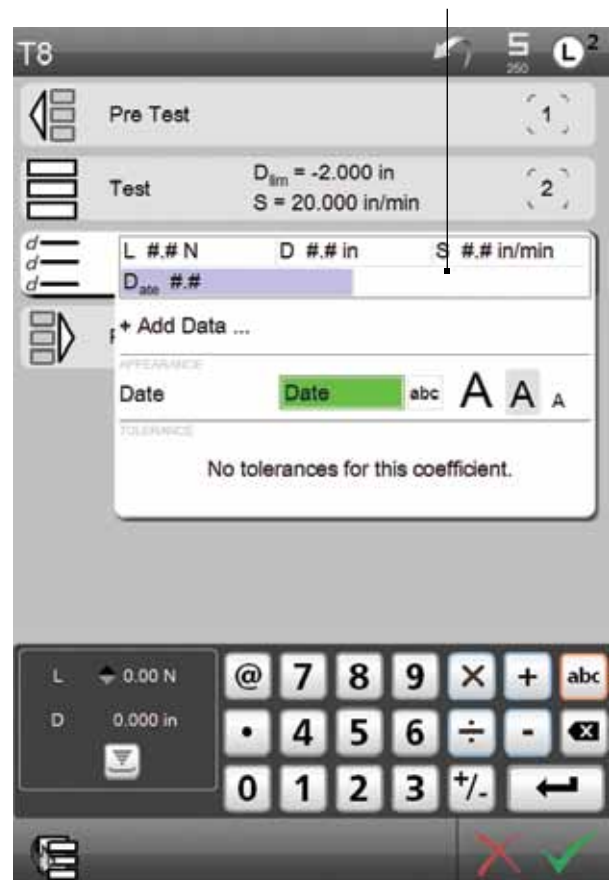 T8 S 250 L 2
Pre Test 1
Test Dlim = -2.000 in 2
S = 20.000 in/min
d
d
d
L #.# N D #.# in S #.# in/min
Date #.#
+ Add Data ...
APPEARANCE
Date Date abc A A A
TOLERANCE
No tolerances for this coefficient.
L 0.00 N @ 7 8 9 × + abc
D 0.000 in • 4 5 6 ÷ -
0 1 2 3 +/-